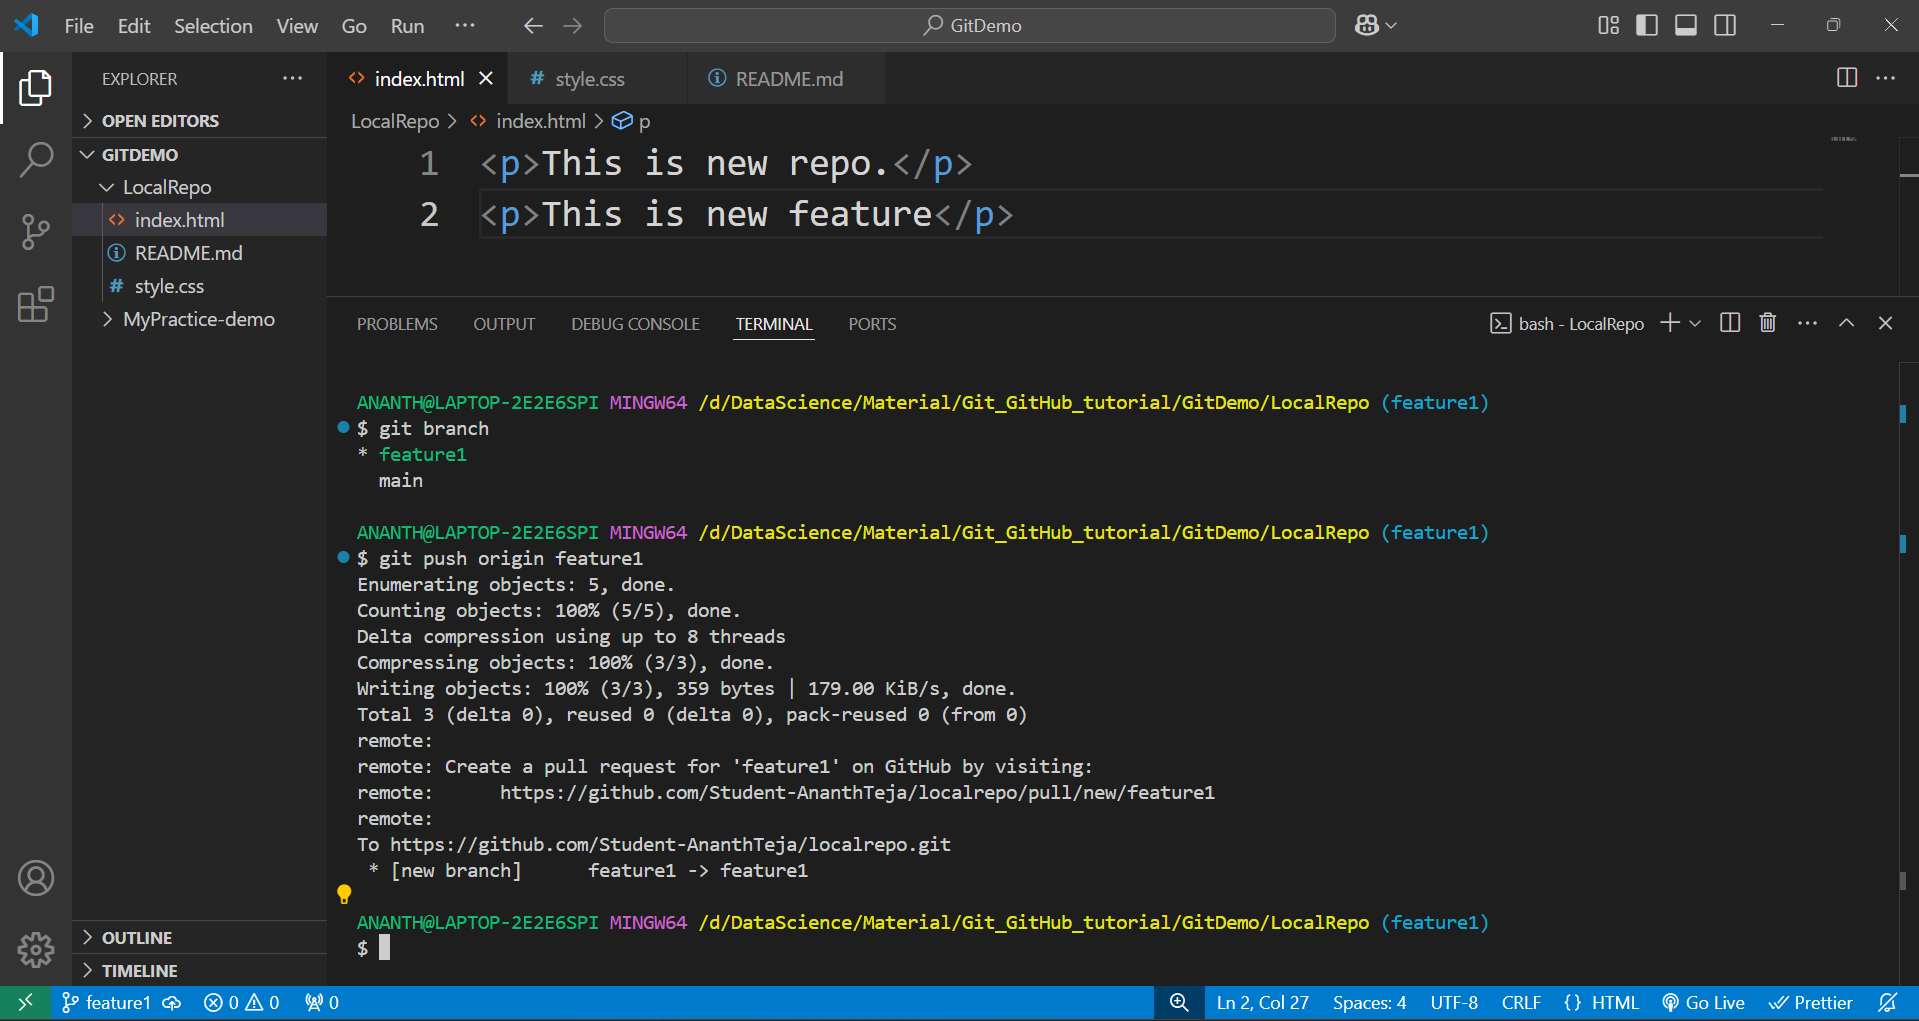 File Edit Selection View Go Run ··· GitDemo
EXPLORER ···
OPEN EDITORS
GITDEMO
LocalRepo
index.html
README.md
style.css
MyPractice-demo
OUTLINE
TIMELINE
index.html style.css README.md
LocalRepo > index.html > p
1 <p>This is new repo.</p>
2 <p>This is new feature</p>
PROBLEMS OUTPUT DEBUG CONSOLE TERMINAL PORTS bash - LocalRepo
ANANTH@LAPTOP-2E2E6SPI MINGW64 /d/DataScience/Material/Git_GitHub_tutorial/GitDemo/LocalRepo (feature1)
$ git branch
* feature1
main
ANANTH@LAPTOP-2E2E6SPI MINGW64 /d/DataScience/Material/Git_GitHub_tutorial/GitDemo/LocalRepo (feature1)
$ git push origin feature1
Enumerating objects: 5, done.
Counting objects: 100% (5/5), done.
Delta compression using up to 8 threads
Compressing objects: 100% (3/3), done.
Writing objects: 100% (3/3), 359 bytes | 179.00 KiB/s, done.
Total 3 (delta 0), reused 0 (delta 0), pack-reused 0 (from 0)
remote:
remote: Create a pull request for 'feature1' on GitHub by visiting:
remote:      https://github.com/Student-AnanthTeja/localrepo/pull/new/feature1
remote:
To https://github.com/Student-AnanthTeja/localrepo.git
* [new branch]      feature1 -> feature1
ANANTH@LAPTOP-2E2E6SPI MINGW64 /d/DataScience/Material/Git_GitHub_tutorial/GitDemo/LocalRepo (feature1)
$
feature1 0 0 0 Ln 2, Col 27 Spaces: 4 UTF-8 CRLF {} HTML Go Live Prettier